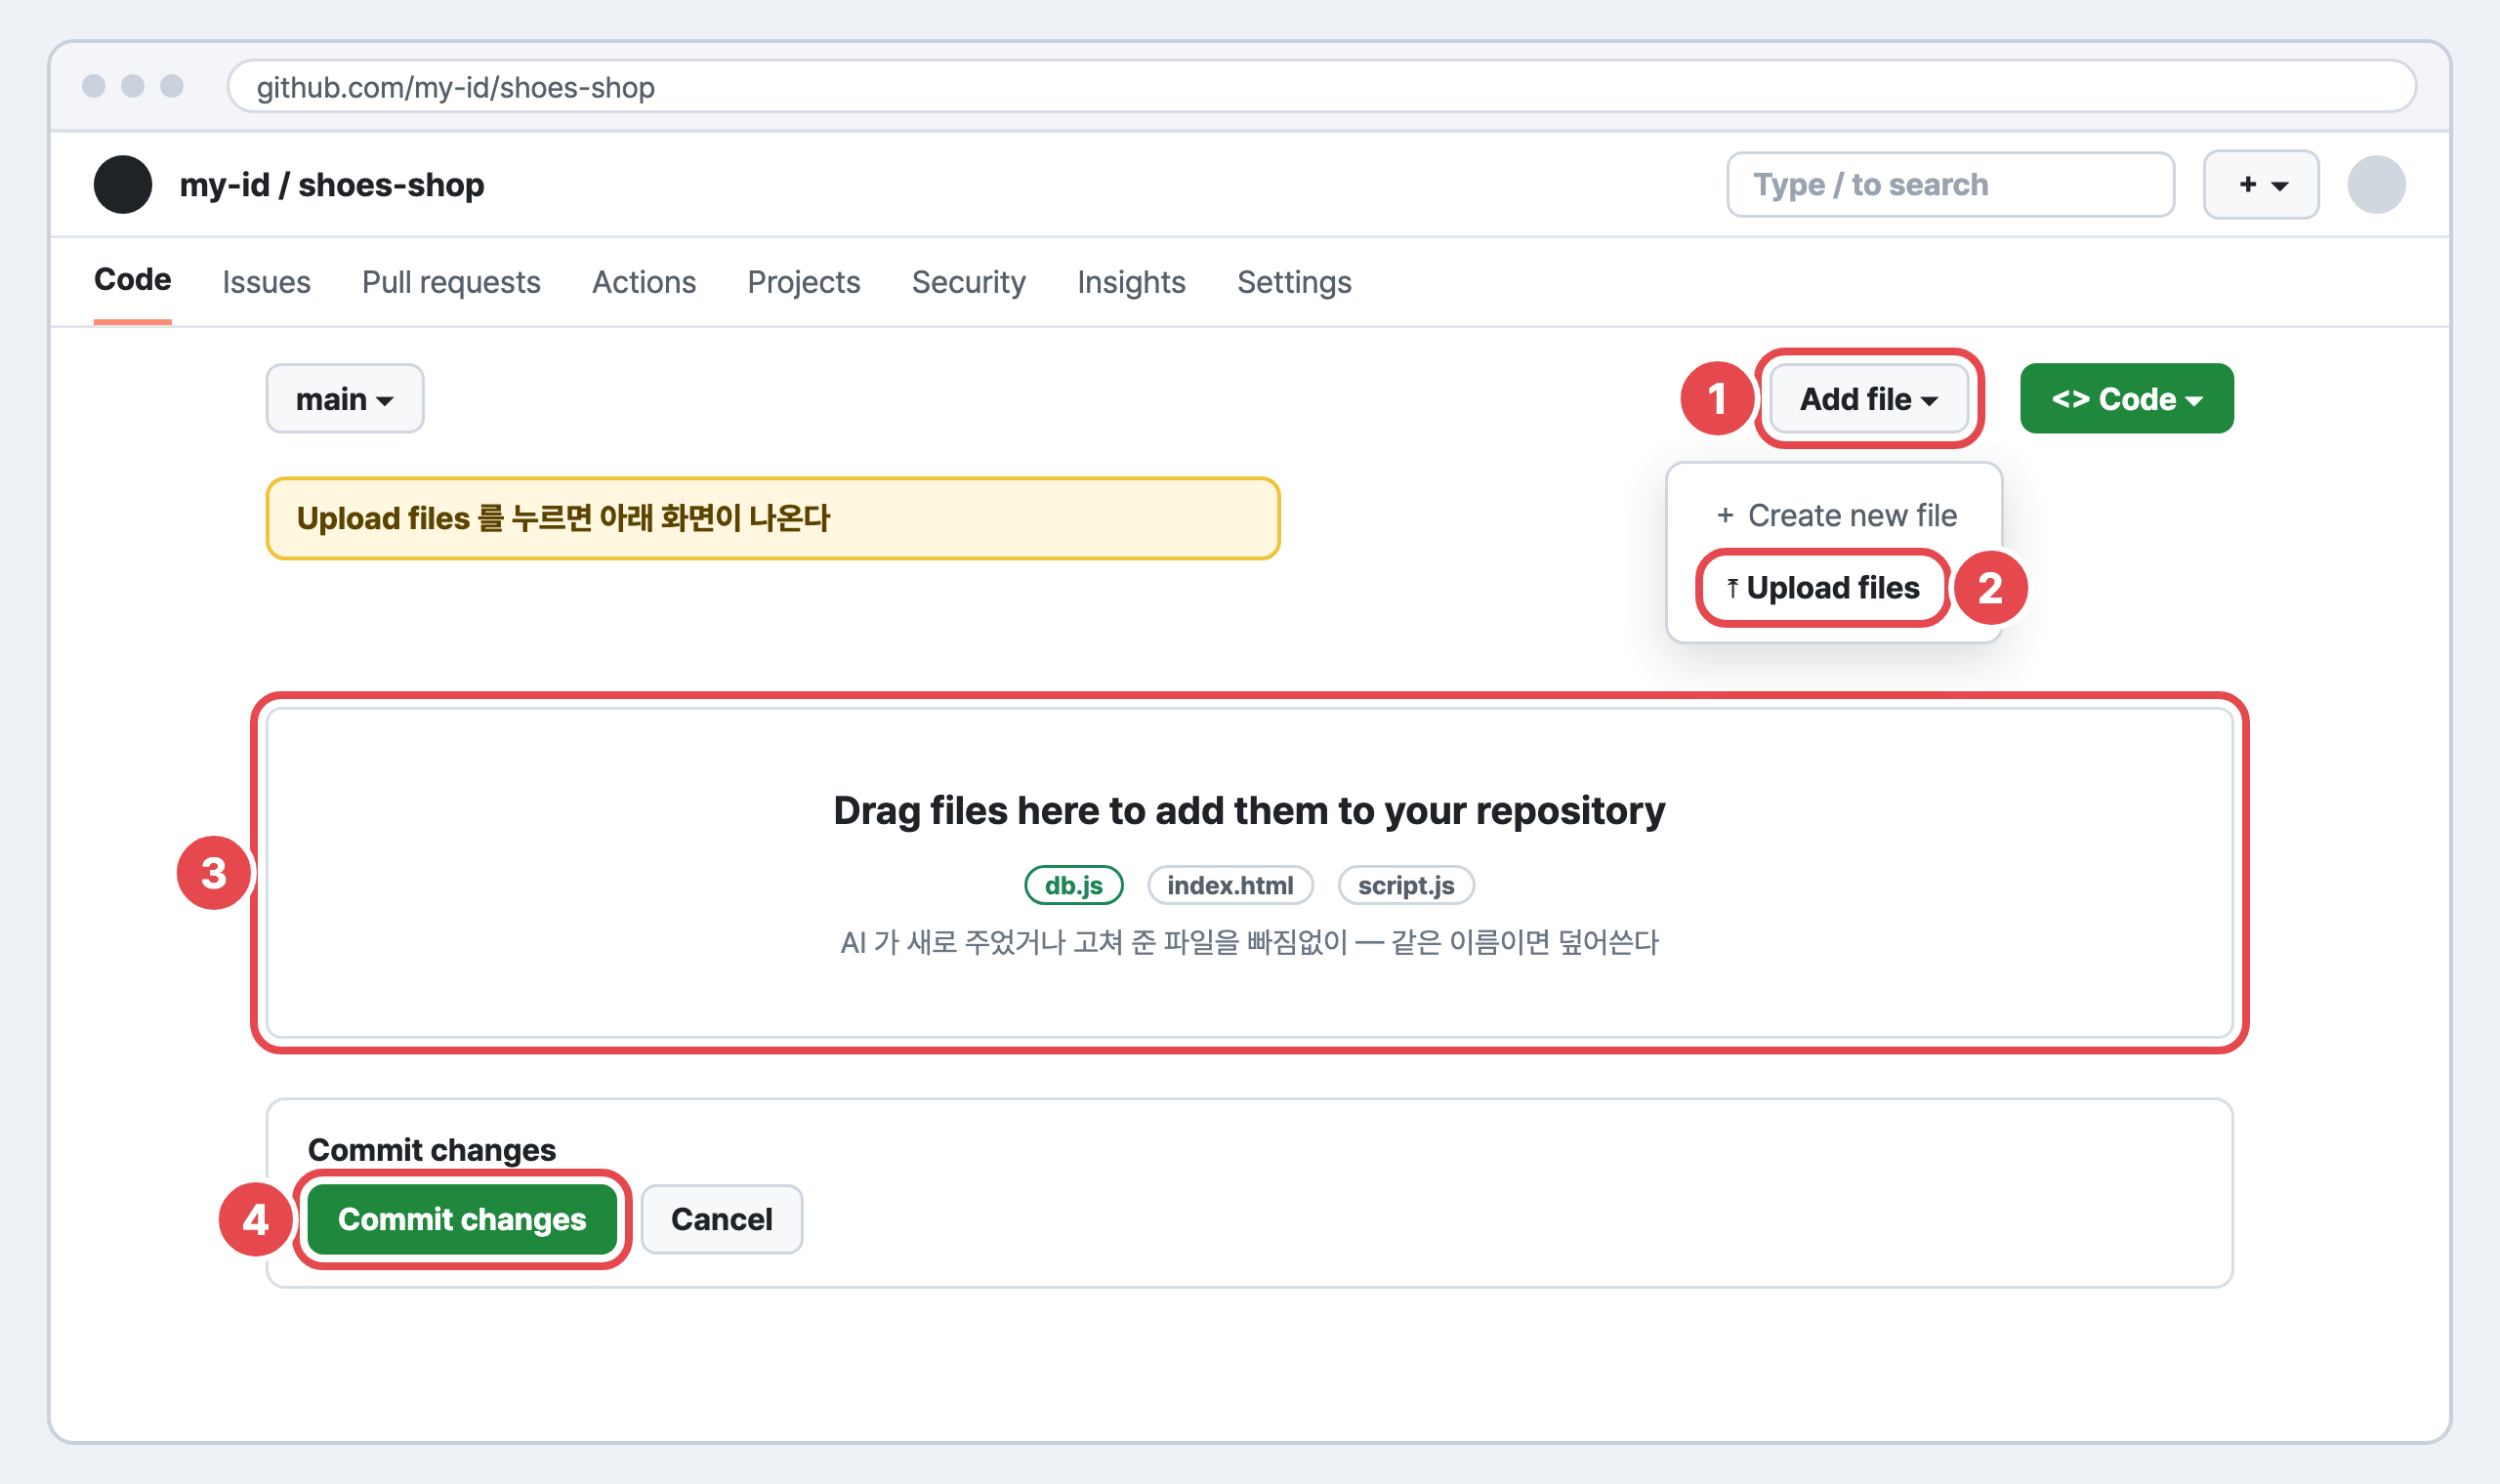 github.com/my-id/shoes-shop
my-id / shoes-shop
Type / to search
+
Code Issues Pull requests Actions Projects Security Insights Settings
main
1
Add file
<> Code
Upload files 를 누르면 아래 화면이 나온다
+ Create new file
⤒ Upload files
2
Drag files here to add them to your repository
3
db.js index.html script.js
AI 가 새로 주었거나 고쳐 준 파일을 빠짐없이 — 같은 이름이면 덮어쓴다
Commit changes
4
Commit changes
Cancel